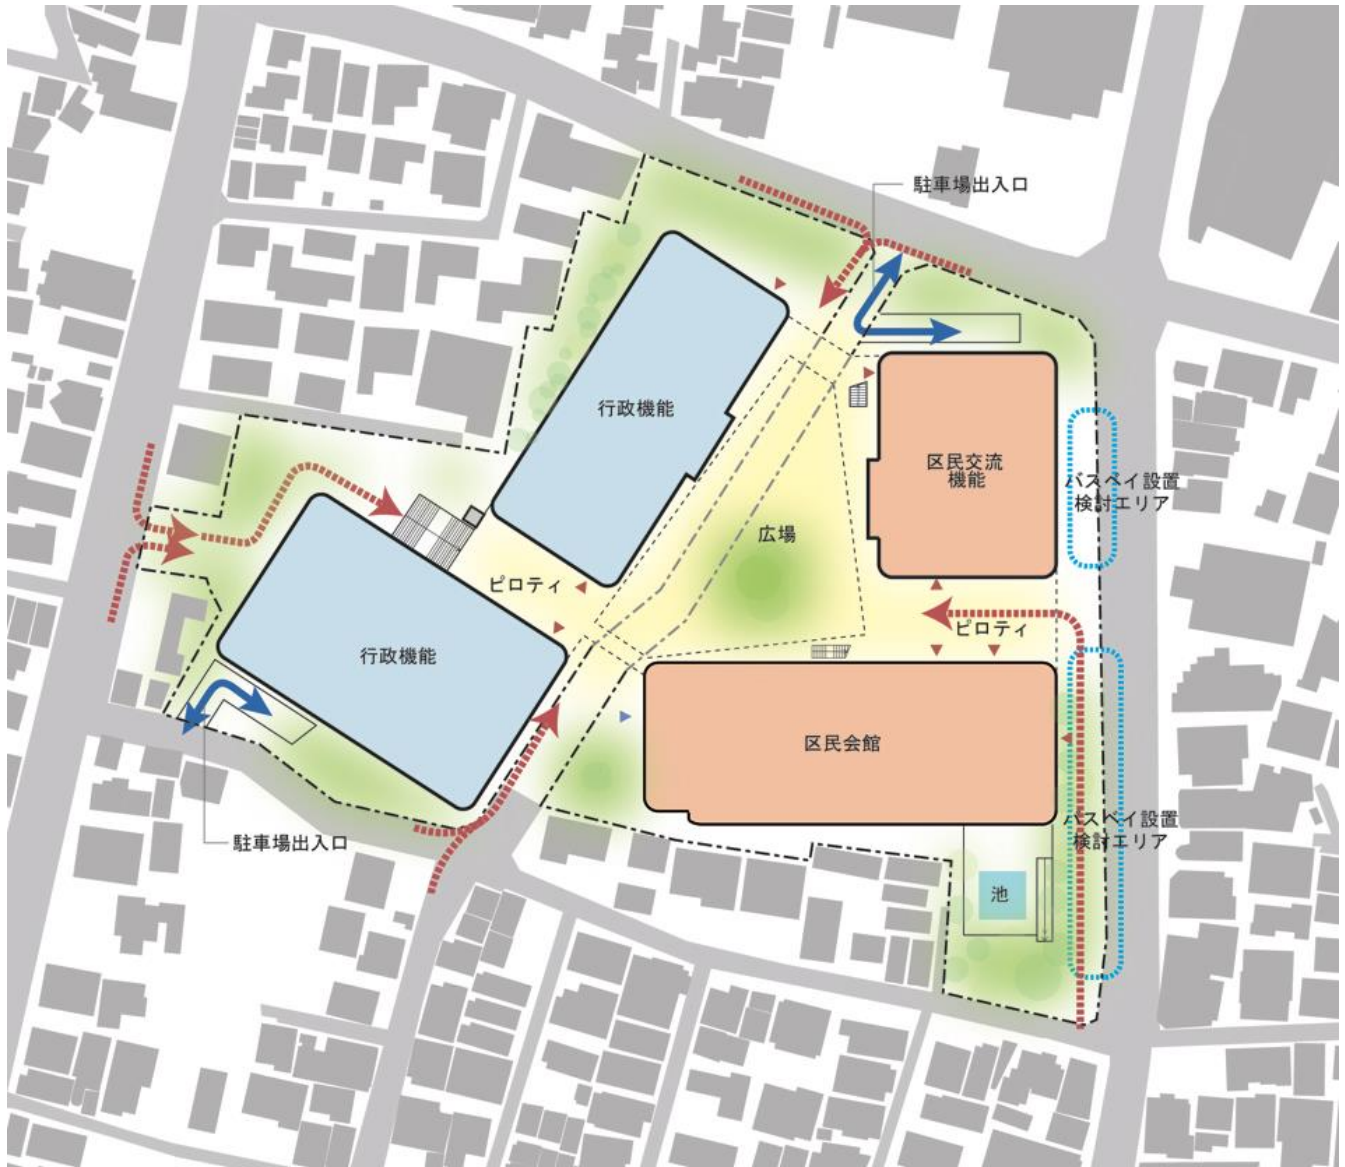 駐車場出入口
行政機能
区民交流
機能
バスベイ設置
検討エリア
広場
ピロティ
ピロティ
行政機能
区民会館
バスベイ設置
検討エリア
駐車場出入口
池